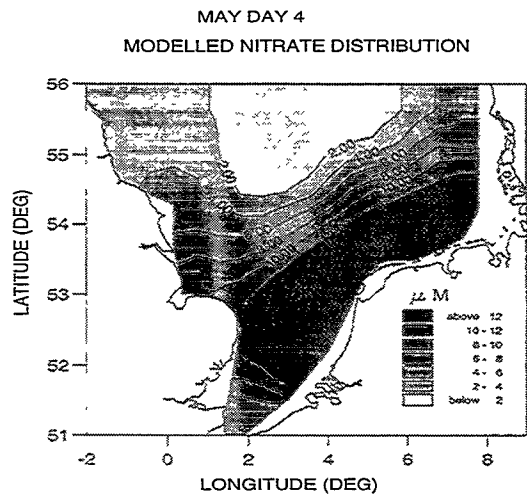 MAY DAY 4
MODELLED NITRATE DISTRIBUTION
56
55
54
53
52
51
LATITUDE (DEG)
μ M
above 12
10 - 12
8 - 10
6 - 8
4 - 6
2 - 4
below 2
-2 0 2 4 6 8
LONGITUDE (DEG)